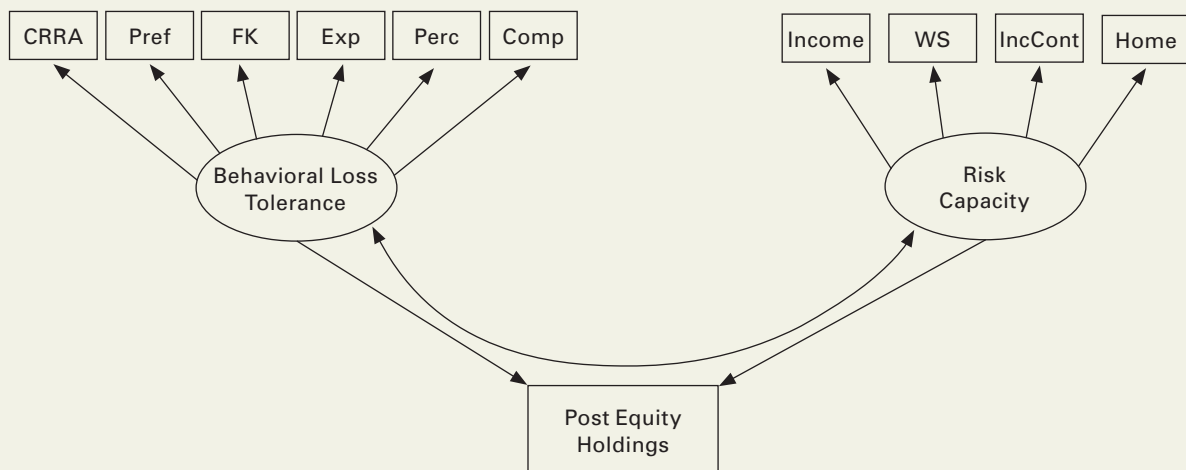 CRRA
Pref
FK
Exp
Perc
Comp
Income
WS
IncCont
Home
Behavioral Loss
Tolerance
Risk
Capacity
Post Equity
Holdings